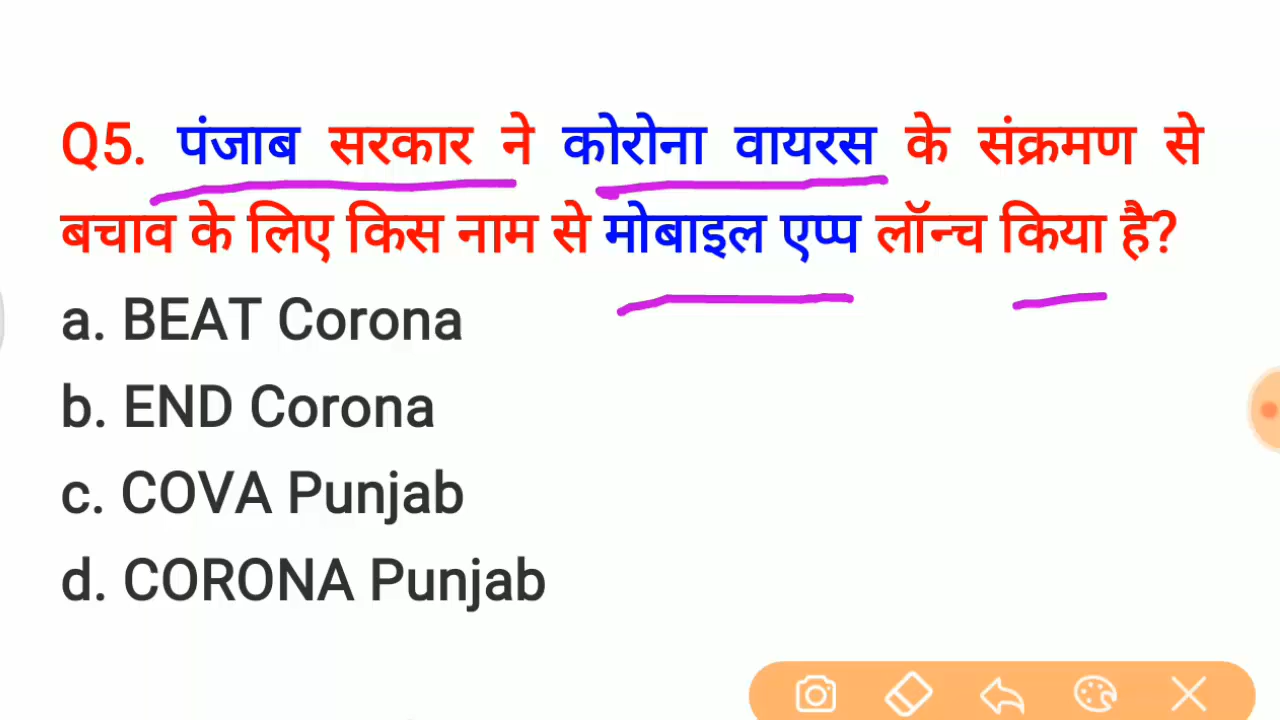 Q5. पंजाब सरकार ने कोरोना वायरस के संक्रमण से
बचाव के लिए किस नाम से मोबाइल एप्प लॉन्च किया है?
a. BEAT Corona
b. END Corona
c. COVA Punjab
d. CORONA Punjab